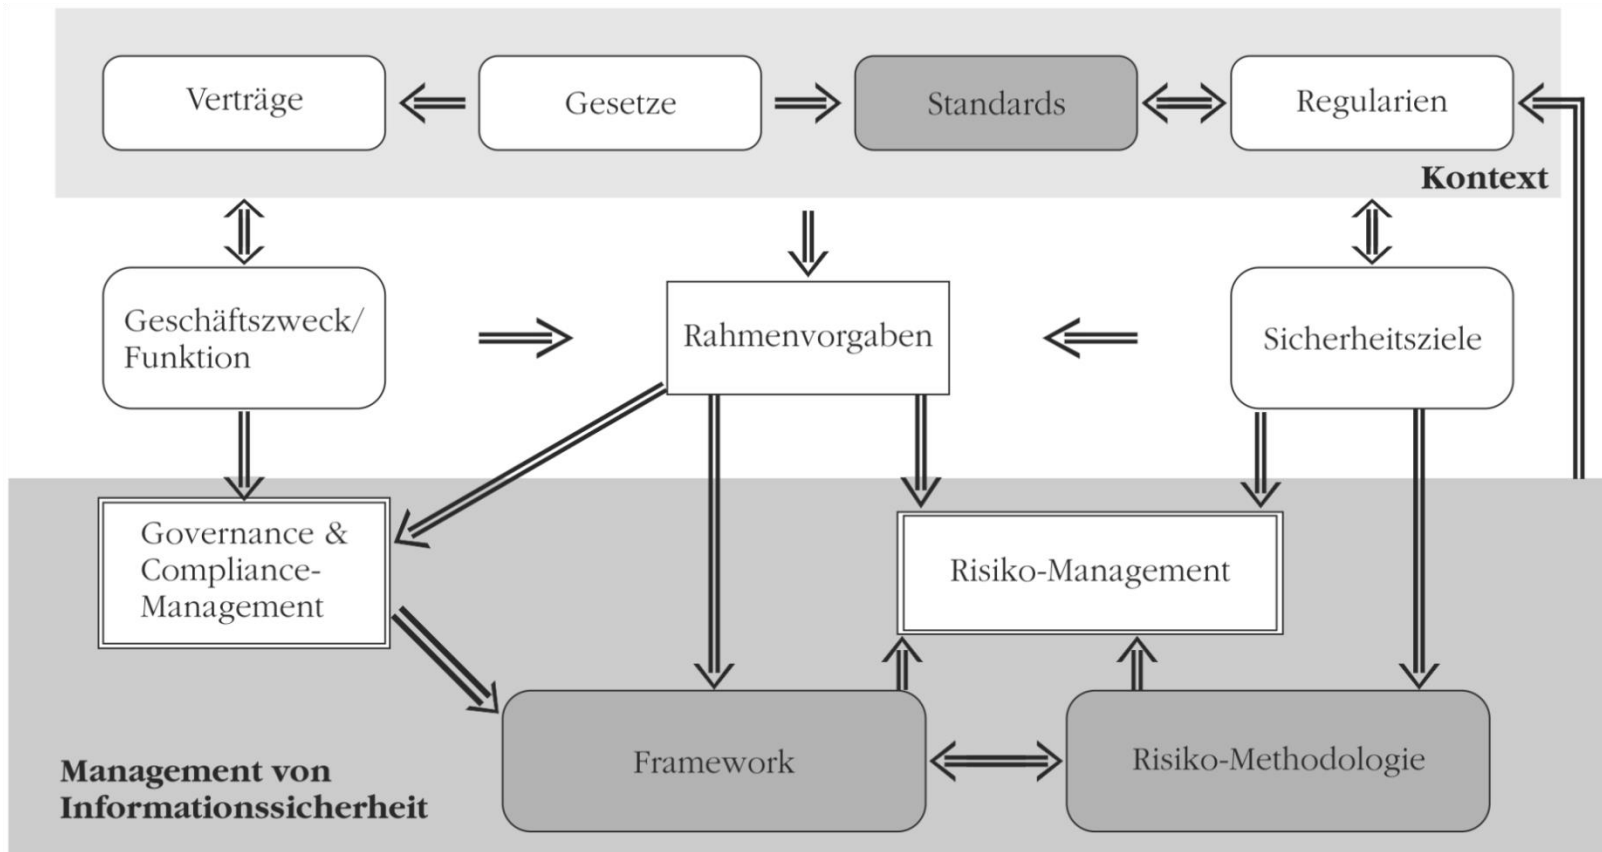 Verträge
Gesetze
Standards
Regularien
Kontext
Geschäftszweck/
Funktion
Rahmenvorgaben
Sicherheitsziele
Governance &
Compliance-
Management
Risiko-Management
Framework
Risiko-Methodologie
Management von
Informationssicherheit